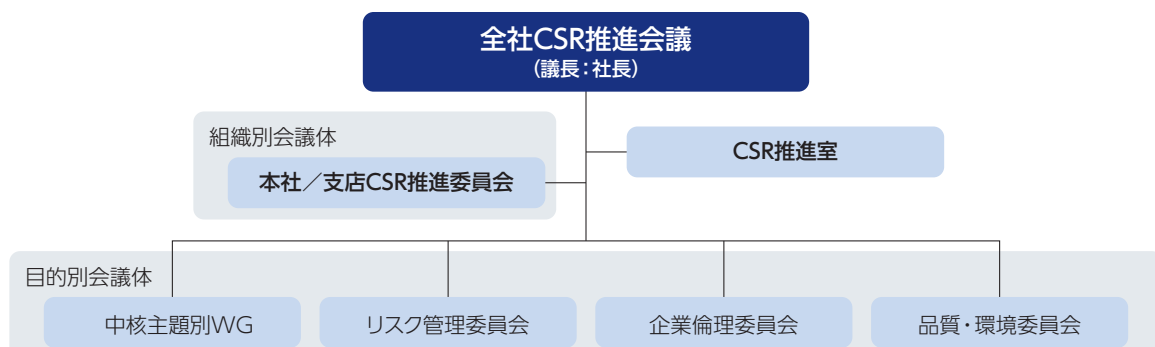 全社CSR推進会議
(議長:社長)
組織別会議体
CSR推進室
本社／支店CSR推進委員会
目的別会議体
中核主題別WG
リスク管理委員会
企業倫理委員会
品質・環境委員会